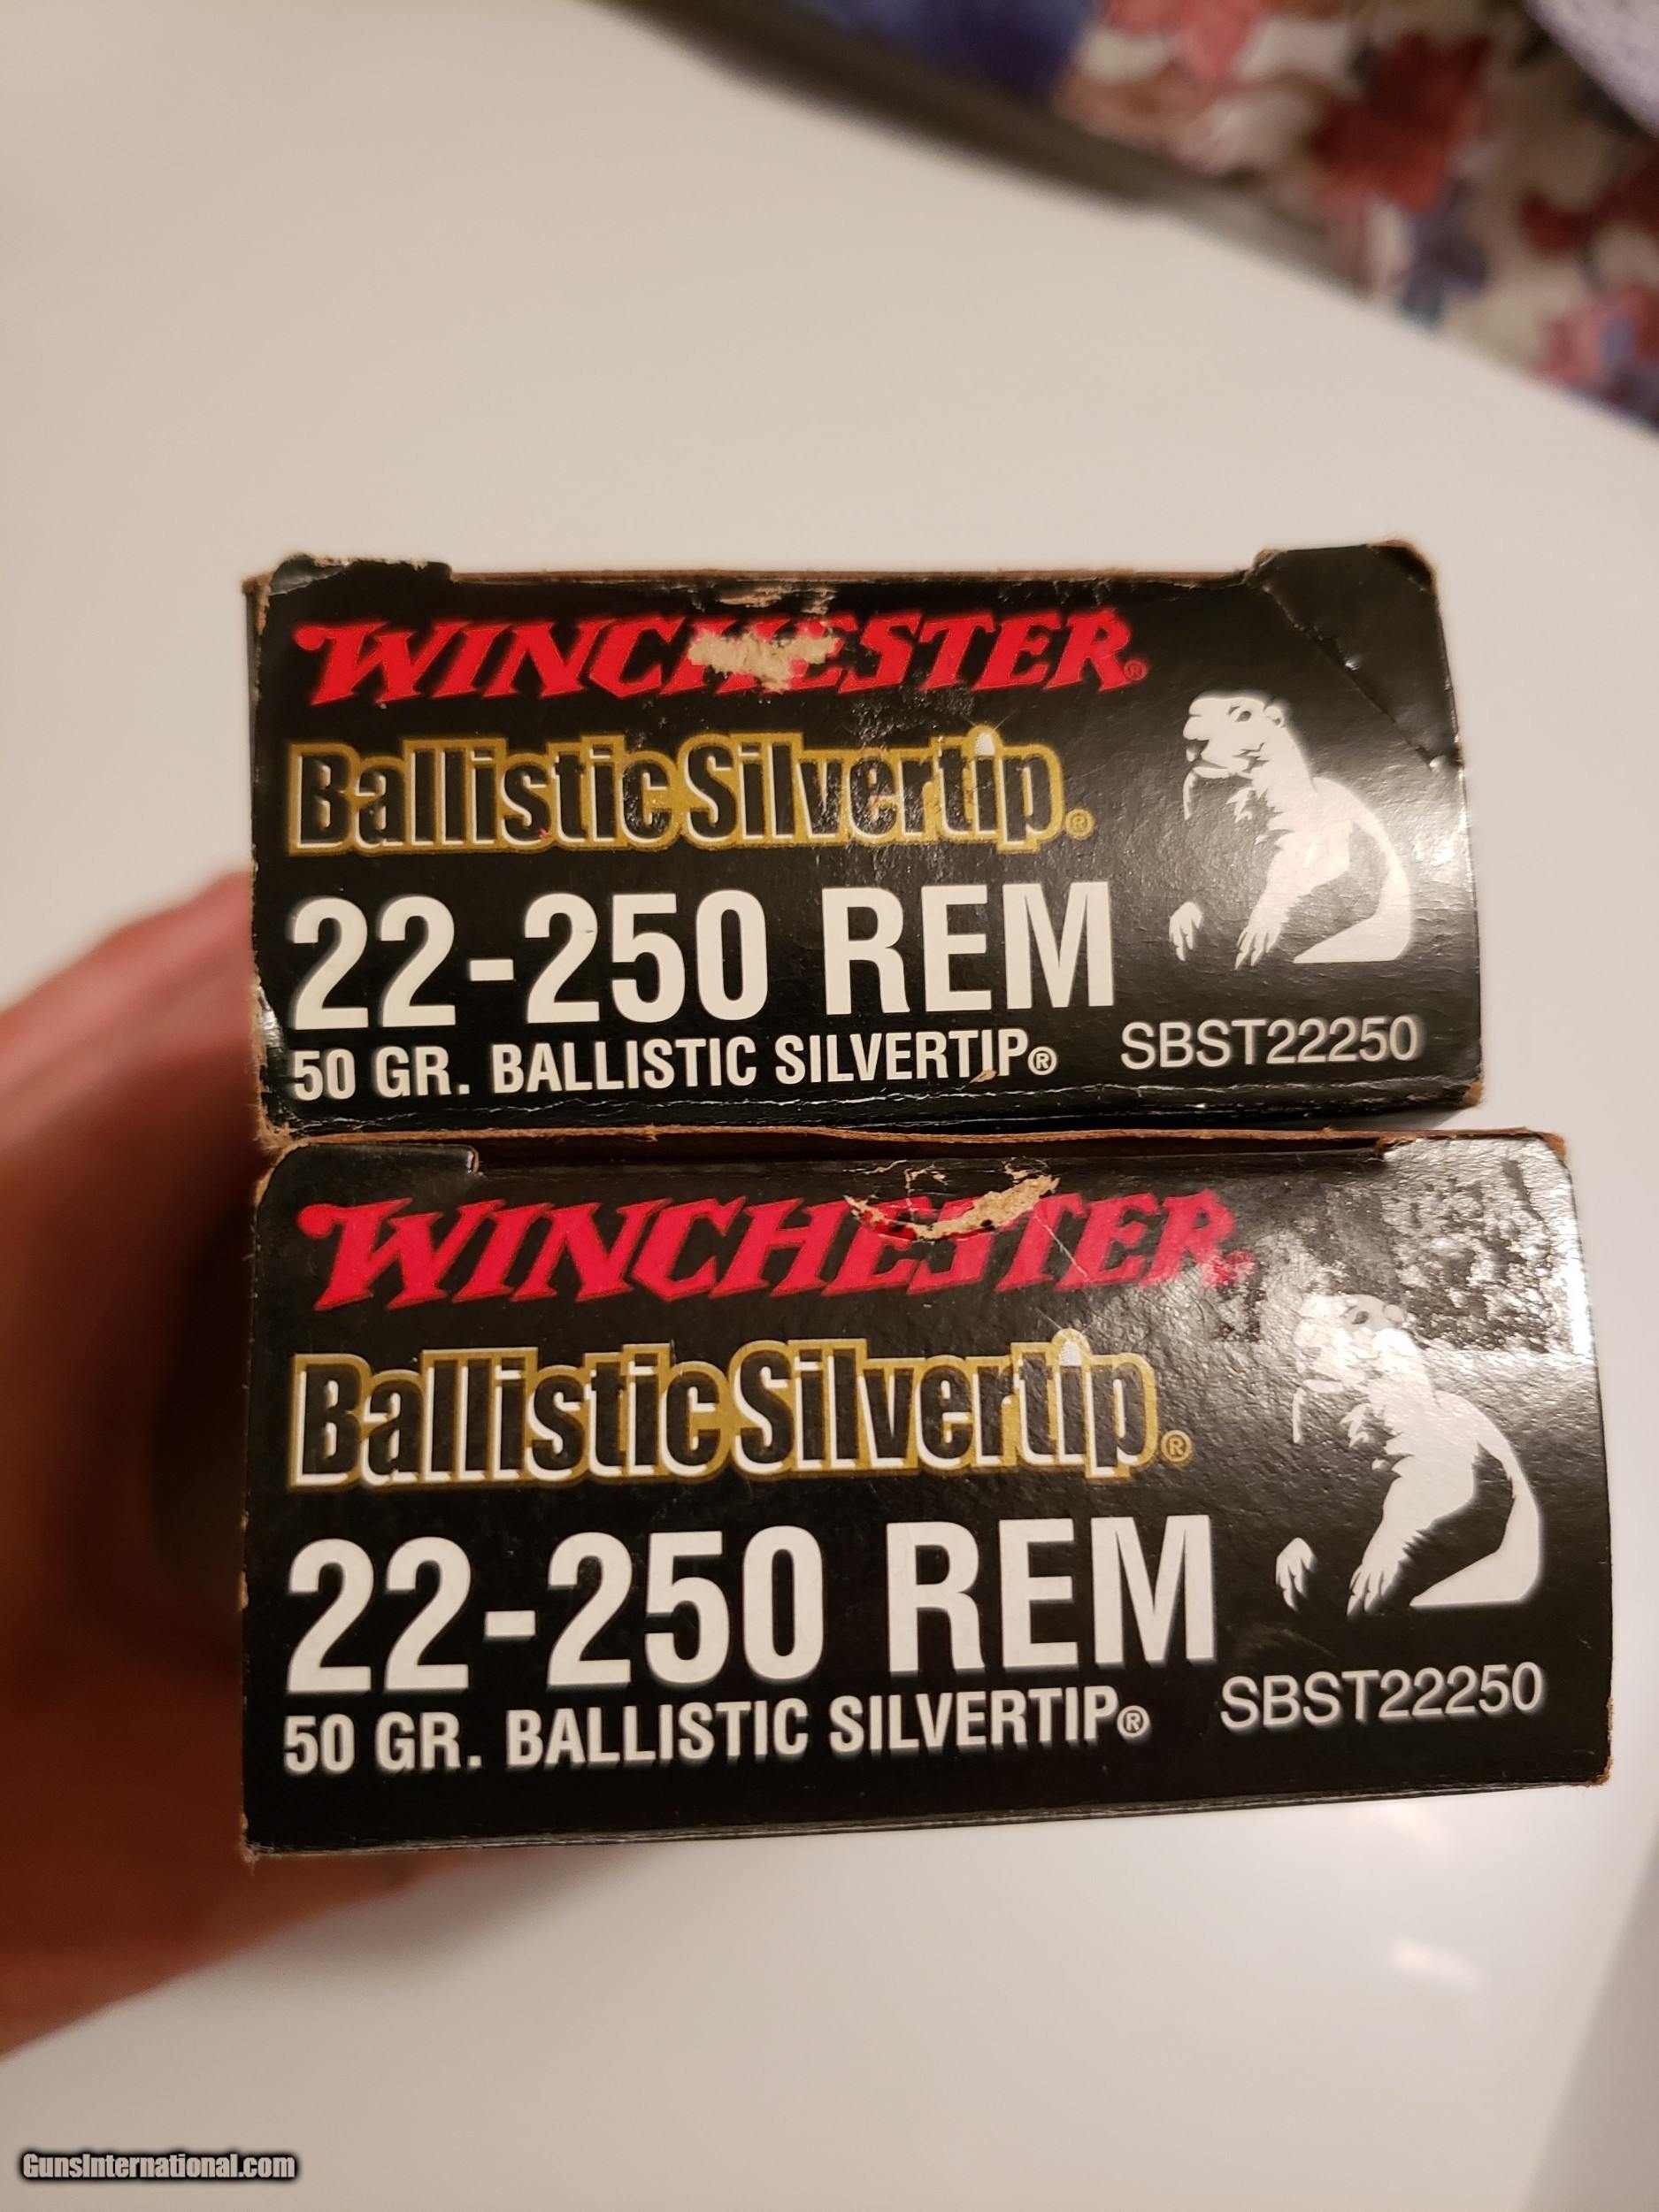 WINCHESTER®
Ballistic Silvertip®
22-250 REM
50 GR. BALLISTIC SILVERTIP® SBST22250
WINCHESTER®
Ballistic Silvertip®
22-250 REM
50 GR. BALLISTIC SILVERTIP® SBST22250
GunsInternational.com